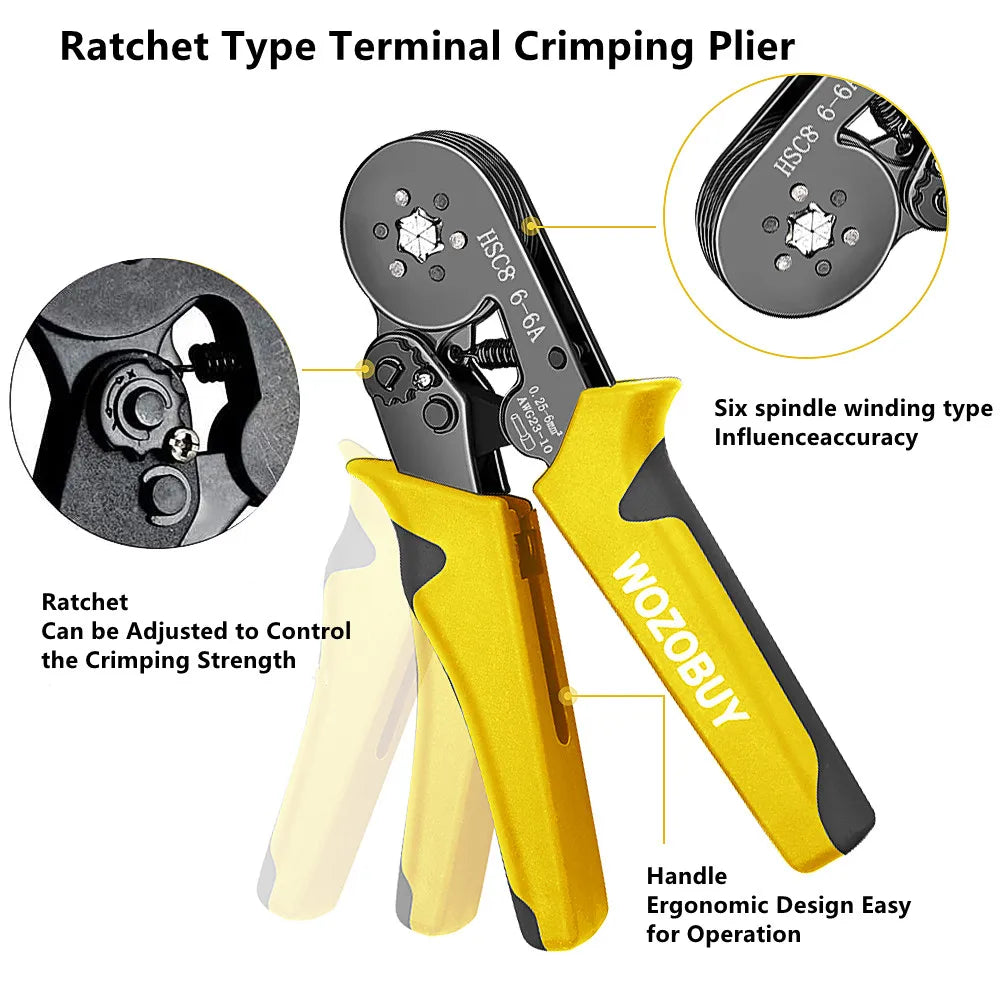 Ratchet Type Terminal Crimping Plier
HSC8 6-6A
HSC8 6-6A
0.25-6mm²
AWG23-10
Six spindle winding type
Influenceaccuracy
Ratchet
Can be Adjusted to Control
the Crimping Strength
WOZOBUY
Handle
Ergonomic Design Easy
for Operation